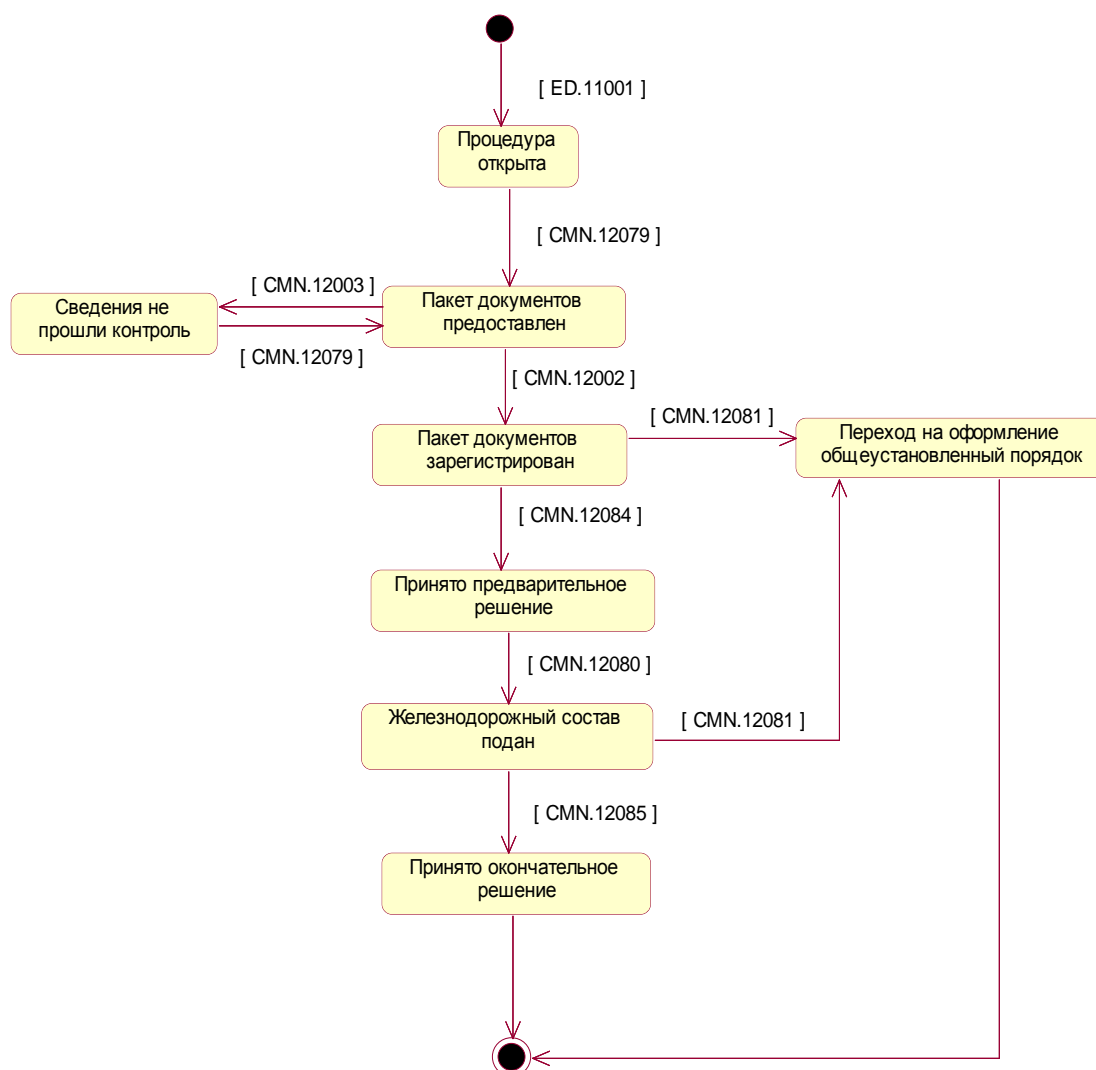 [ ED.11001 ]
Процедура
открыта
[ CMN.12079 ]
[ CMN.12003 ]
Пакет документов
предоставлен
Сведения не
прошли контроль
[ CMN.12079 ]
[ CMN.12002 ]
[ CMN.12081 ]
Пакет документов
зарегистрирован
Переход на оформление
общеустановленный порядок
[ CMN.12084 ]
Принято предварительное
решение
[ CMN.12080 ]
Железнодорожный состав
подан
[ CMN.12081 ]
[ CMN.12085 ]
Принято окончательное
решение